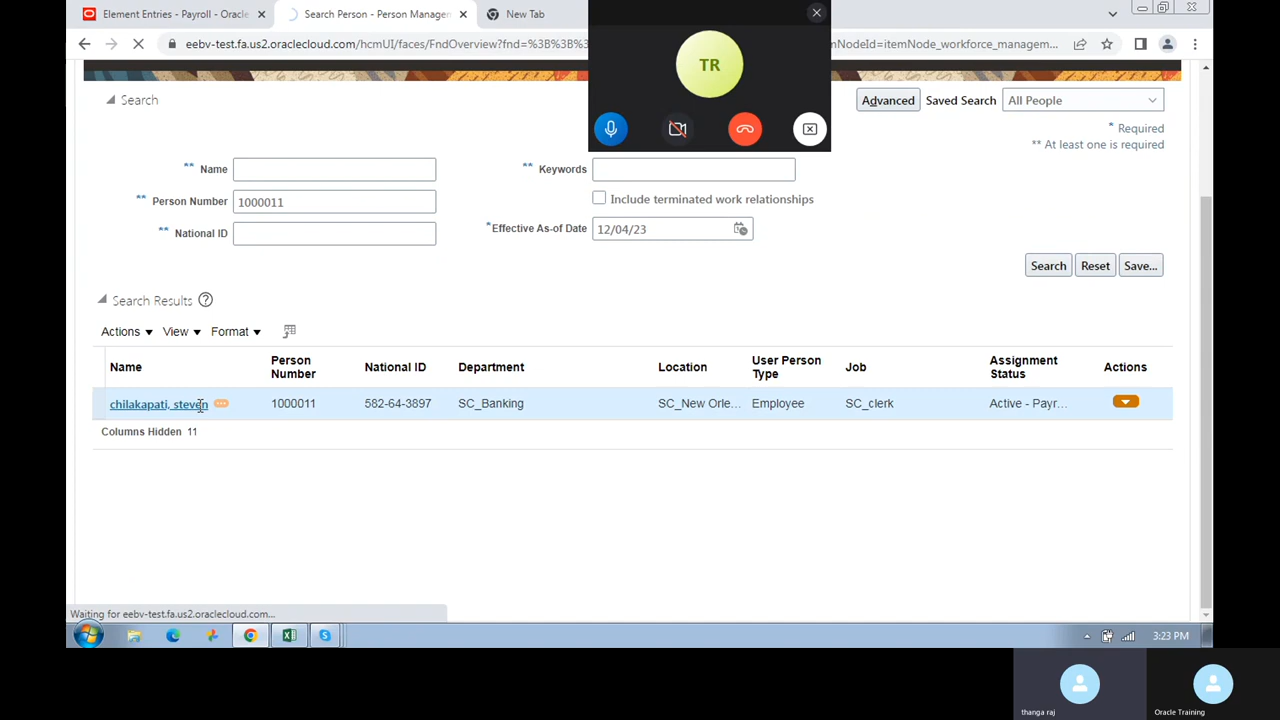 Element Entries - Payroll - Oracle
Search Person - Person Managem
New Tab
eebv-test.fa.us2.oraclecloud.com/hcmUI/faces/FndOverview?fnd=%3B%3B%3
mNodeId=itemNode_workforce_managem...
TR
Search
Advanced
Saved Search
All People
* Required
** At least one is required
** Name
** Keywords
** Person Number
1000011
Include terminated work relationships
** National ID
*Effective As-of Date
12/04/23
Search
Reset
Save...
Search Results
Actions
View
Format
Name
Person Number
National ID
Department
Location
User Person Type
Job
Assignment Status
Actions
chilakapati, steven
1000011
582-64-3897
SC_Banking
SC_New Orle...
Employee
SC_clerk
Active - Payr...
Columns Hidden 11
Waiting for eebv-test.fa.us2.oraclecloud.com...
3:23 PM
thanga raj
Oracle Training